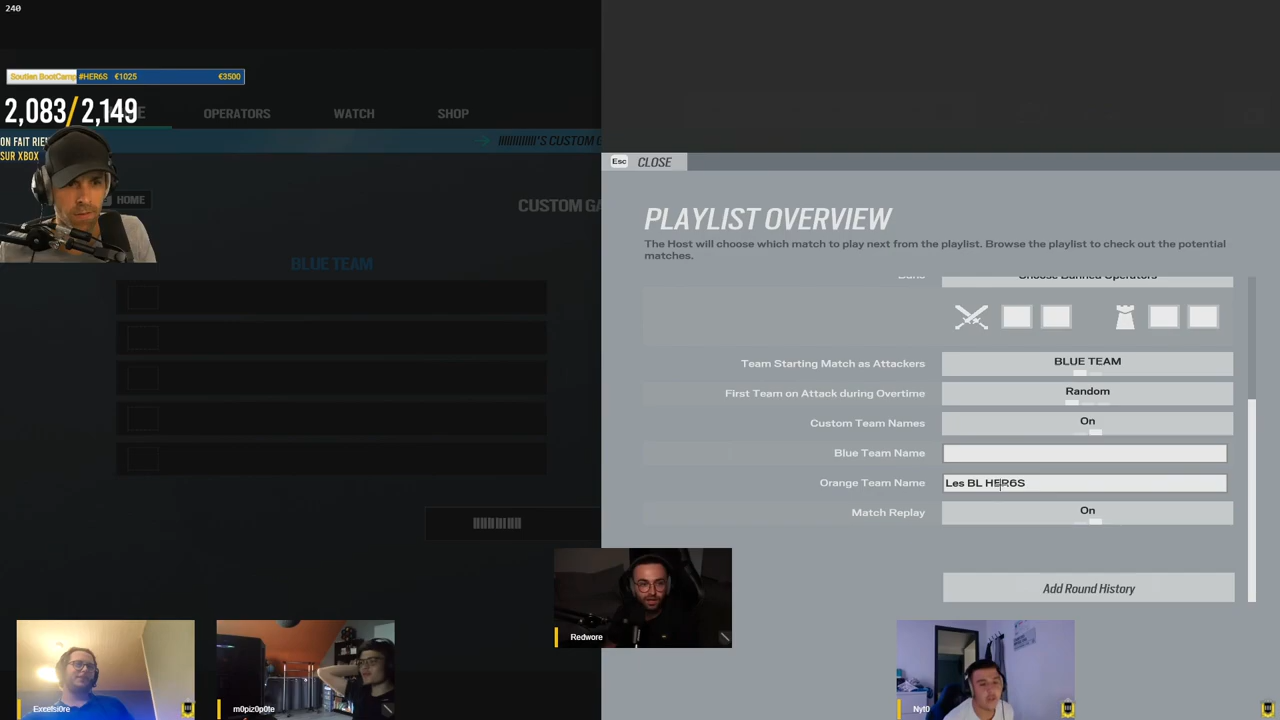 240
Soutien BootCamp #HER6S €1025 €3500
2,083/2,149
OPERATORS
WATCH
SHOP
ON FAIT
SUR XBOX
'S CUSTOM
HOME
CUSTOM
BLUE TEAM
Esc CLOSE
PLAYLIST OVERVIEW
The Host will choose which match to play next from the playlist. Browse the playlist to check out the potential
matches.
Bans Choose Banned Operators
Team Starting Match as Attackers BLUE TEAM
First Team on Attack during Overtime Random
Custom Team Names On
Blue Team Name
Orange Team Name Les BL HER6S
Match Replay On
Add Round History
Redwore
Excelsi0re
m0piz0p0te
Nyt0